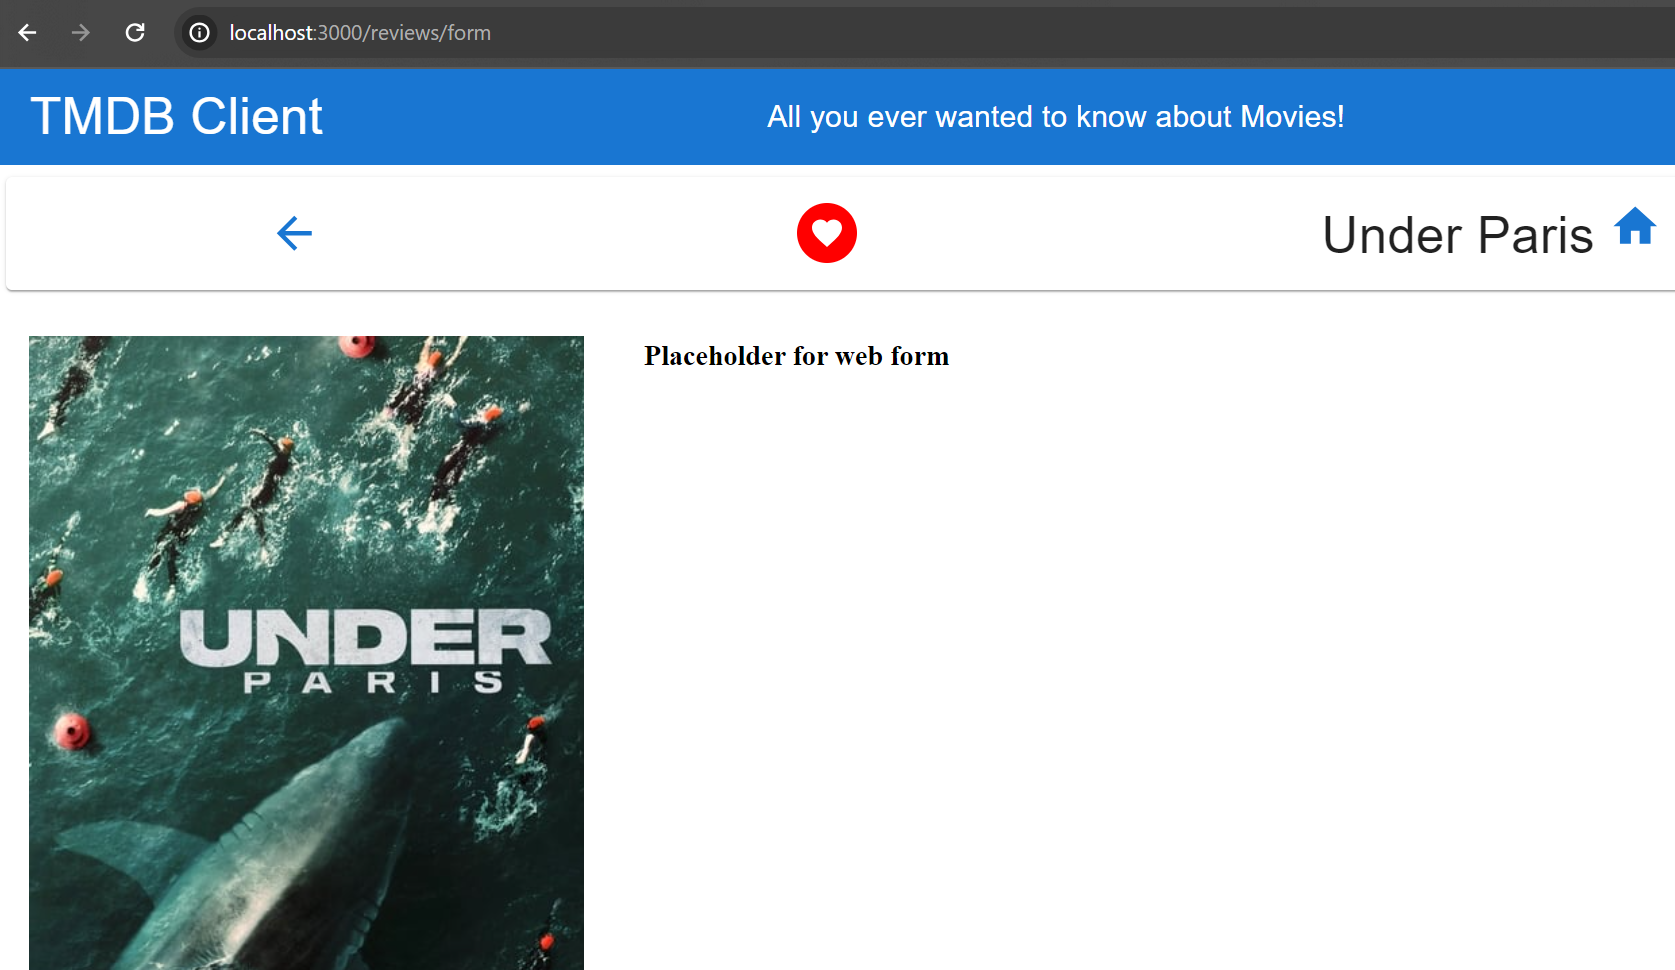 localhost:3000/reviews/form
TMDB Client
All you ever wanted to know about Movies!
Under Paris
Placeholder for web form
UNDER
PARIS